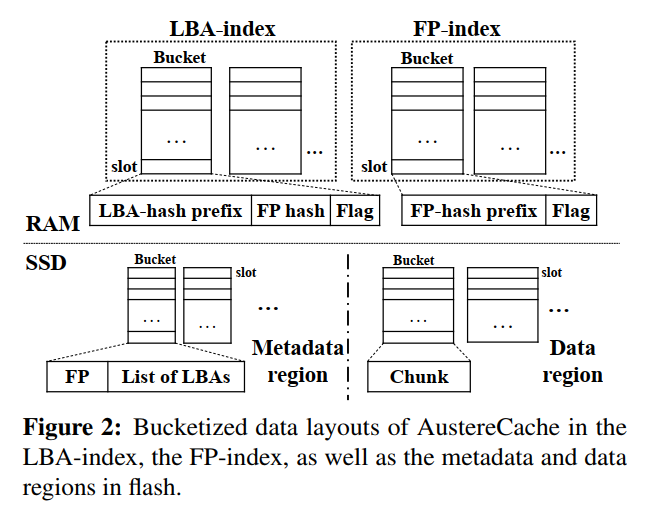 LBA-index FP-index
Bucket Bucket
... ... ... ... ... ...
slot slot
LBA-hash prefix FP hash Flag FP-hash prefix Flag
RAM
SSD
Bucket slot Bucket slot
... ... ... ... ... ...
Metadata region
Data region
FP List of LBAs Chunk
Figure 2: Bucketized data layouts of AustereCache in the
LBA-index, the FP-index, as well as the metadata and data
regions in flash.